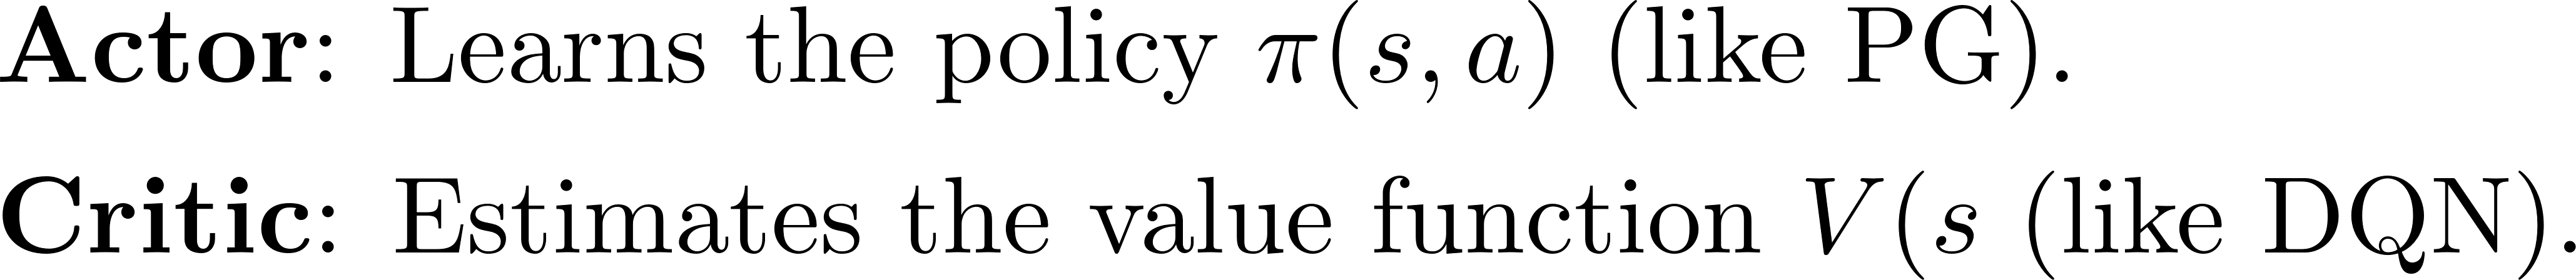 Actor: Learns the policy π(s, a) (like PG).
Critic: Estimates the value function V(s (like DQN).